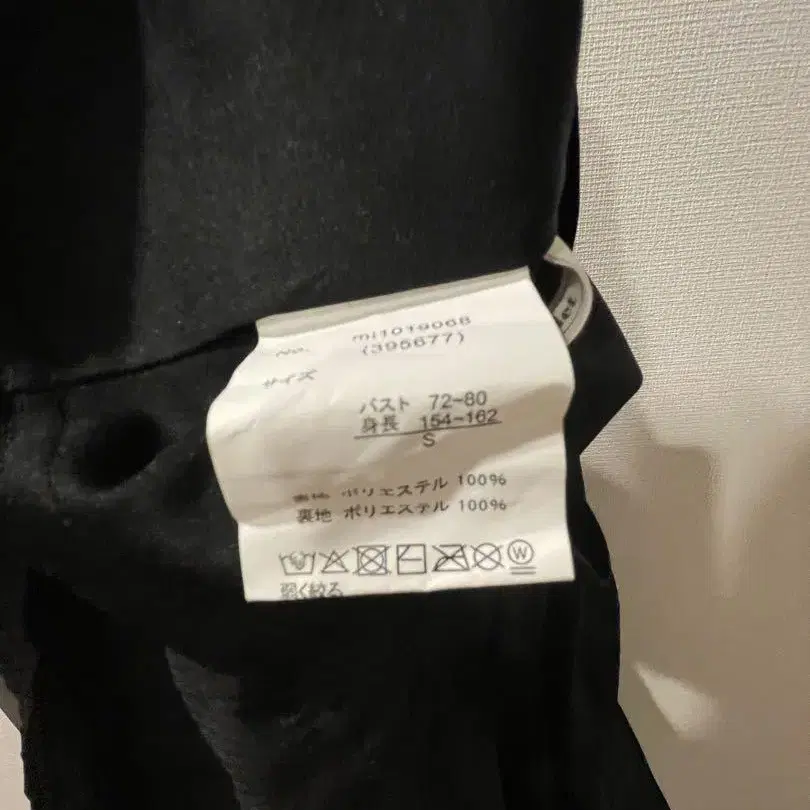 No. mi1019068
(395677)
サイズ
バスト 72~80
身長 154~162
S
表地 ポリエステル 100%
裏地 ポリエステル 100%
W
弱く絞る